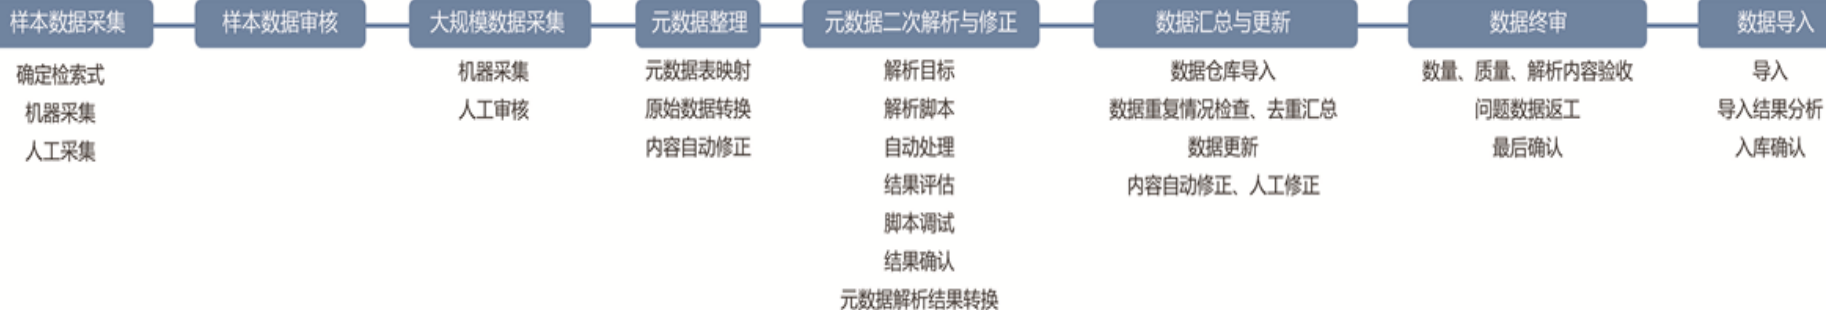 样本数据采集
确定检索式
机器采集
人工采集
样本数据审核
大规模数据采集
机器采集
人工审核
元数据整理
元数据表映射
原始数据转换
内容自动修正
元数据二次解析与修正
解析目标
解析脚本
自动处理
结果评估
脚本调试
结果确认
元数据解析结果转换
数据汇总与更新
数据仓库导入
数据重复情况检查、去重汇总
数据更新
内容自动修正、人工修正
数据终审
数量、质量、解析内容验收
问题数据返工
最后确认
数据导入
导入
导入结果分析
入库确认